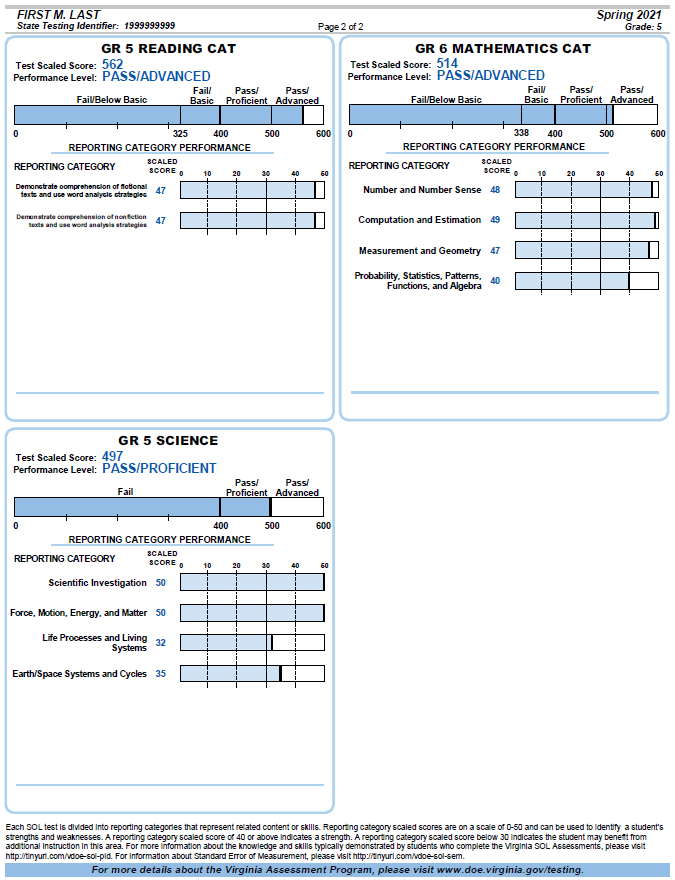 FIRST M. LAST
Spring 2021
State Testing Identifier: 1999999999
Page 2 of 2
Grade: 5
GR 5 READING CAT
Test Scaled Score: 562
Performance Level: PASS/ADVANCED
Fail/Below Basic
Fail/ Basic
Pass/ Proficient
Pass/ Advanced
0 325 400 500 600
REPORTING CATEGORY PERFORMANCE
REPORTING CATEGORY
SCALED SCORE
0 10 20 30 40 50
Demonstrate comprehension of fictional
texts and use word analysis strategies
47
Demonstrate comprehension of nonfiction
texts and use word analysis strategies
47
GR 6 MATHEMATICS CAT
Test Scaled Score: 514
Performance Level: PASS/ADVANCED
Fail/Below Basic
Fail/ Basic
Pass/ Proficient
Pass/ Advanced
0 338 400 500 600
REPORTING CATEGORY PERFORMANCE
REPORTING CATEGORY
SCALED SCORE
0 10 20 30 40 50
Number and Number Sense 48
Computation and Estimation 49
Measurement and Geometry 47
Probability, Statistics, Patterns,
Functions, and Algebra
40
GR 5 SCIENCE
Test Scaled Score: 497
Performance Level: PASS/PROFICIENT
Fail
Pass/ Proficient
Pass/ Advanced
0 400 500 600
REPORTING CATEGORY PERFORMANCE
REPORTING CATEGORY
SCALED SCORE
0 10 20 30 40 50
Scientific Investigation 50
Force, Motion, Energy, and Matter 50
Life Processes and Living
Systems
32
Earth/Space Systems and Cycles 35
Each SOL test is divided into reporting categories that represent related content or skills. Reporting category scaled scores are on a scale of 0-50 and can be used to identify a student's
strengths and weaknesses. A reporting category scaled score of 40 or above indicates a strength. A reporting category scaled score below 30 indicates the student may benefit from
additional instruction in this area. For more information about the knowledge and skills typically demonstrated by students who complete the Virginia SOL Assessments, please visit
http://tinyurl.com/vdoe-sol-pld. For information about Standard Error of Measurement, please visit http://tinyurl.com/vdoe-sol-sem.
For more details about the Virginia Assessment Program, please visit www.doe.virginia.gov/testing.